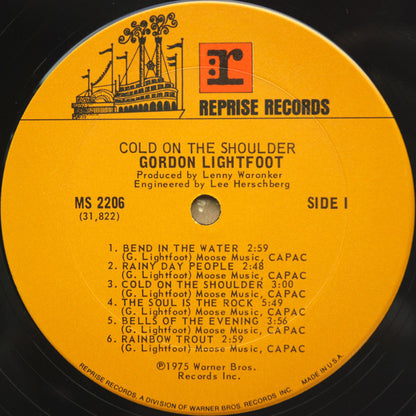 r
REPRISE RECORDS
COLD ON THE SHOULDER
GORDON LIGHTFOOT
Produced by Lenny Waronker
Engineered by Lee Herschberg
MS 2206
(31,822)
SIDE I
1. BEND IN THE WATER 2:59
(G. Lightfoot) Moose Music, CAPAC
2. RAINY DAY PEOPLE 2:48
(G. Lightfoot) Moose Music, CAPAC
3. COLD ON THE SHOULDER 3:00
(G. Lightfoot) Moose Music, CAPAC
4. THE SOUL IS THE ROCK 5:49
(G. Lightfoot) Moose Music, CAPAC
5. BELLS OF THE EVENING 3:56
(G. Lightfoot) Moose Music, CAPAC
6. RAINBOW TROUT 2:59
(G. Lightfoot) Moose Music, CAPAC
℗1975 Warner Bros.
Records Inc.
REPRISE RECORDS, A DIVISION OF WARNER BROS. RECORDS INC. MADE IN U.S.A.